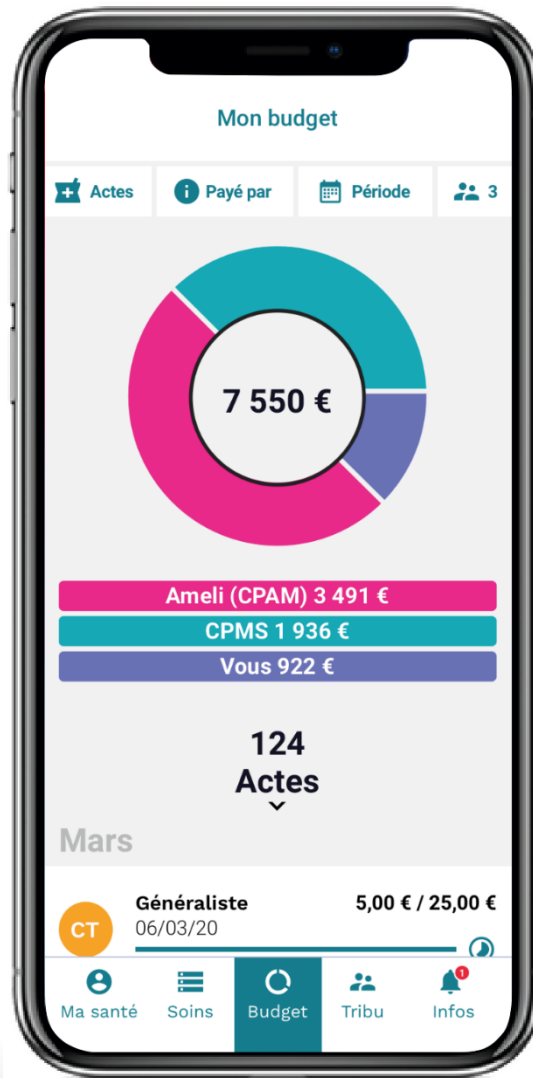 Mon budget
Actes
Payé par
Période
3
7 550 €
Ameli (CPAM) 3 491 €
CPMS 1 936 €
Vous 922 €
124
Actes
Mars
CT
Généraliste
5,00 € / 25,00 €
06/03/20
Ma santé
Soins
Budget
Tribu
1
Infos